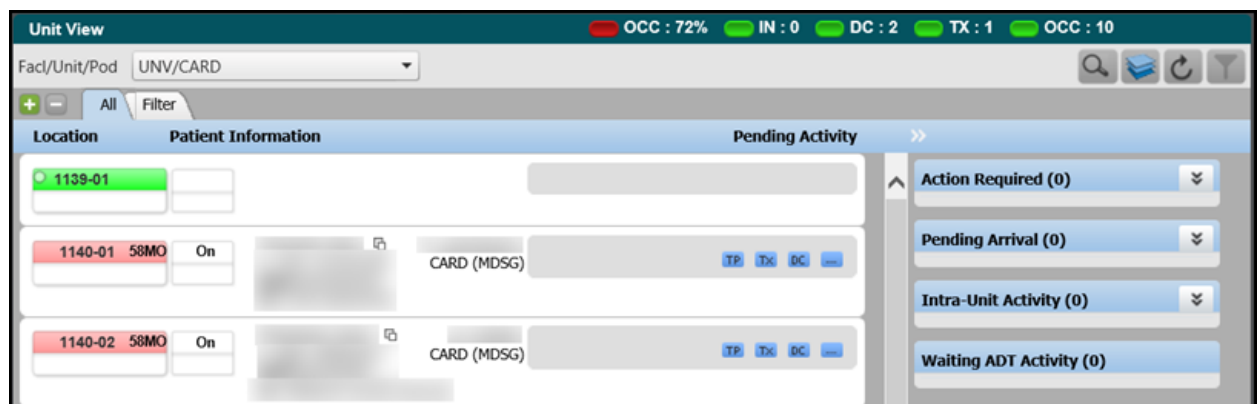 Unit View OCC : 72% IN : 0 DC : 2 TX : 1 OCC : 10
Facl/Unit/Pod UNV/CARD
All Filter
Location Patient Information Pending Activity
1139-01
Action Required (0)
1140-01 58MO On
CARD (MDSG)
TP TX DC ...
Pending Arrival (0)
Intra-Unit Activity (0)
1140-02 58MO On
CARD (MDSG)
TP TX DC ...
Waiting ADT Activity (0)